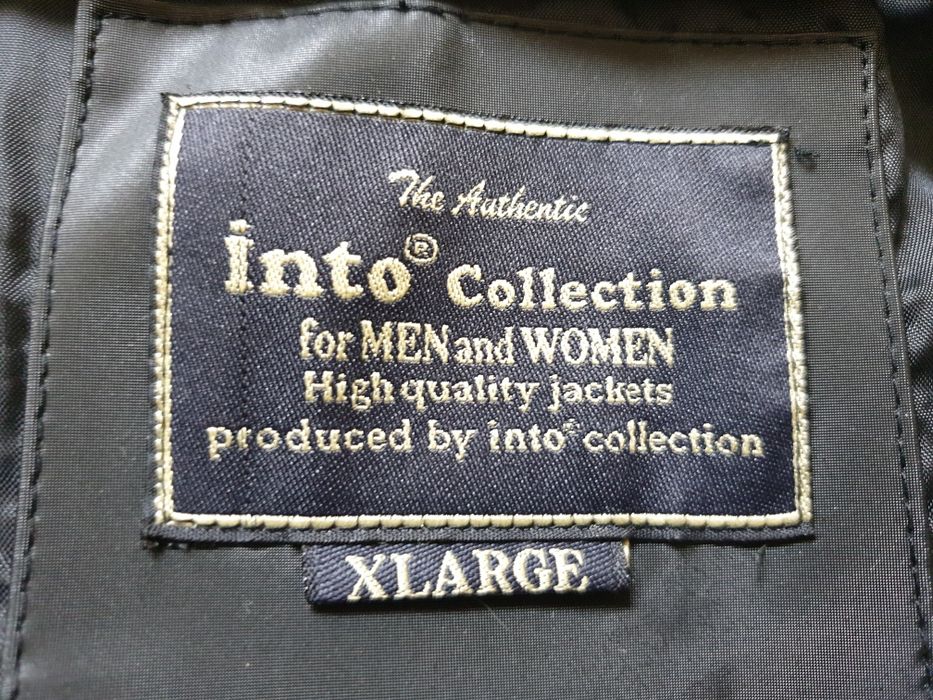 The Authentic
into® Collection
for MEN and WOMEN
High quality jackets
produced by into® collection
XLARGE